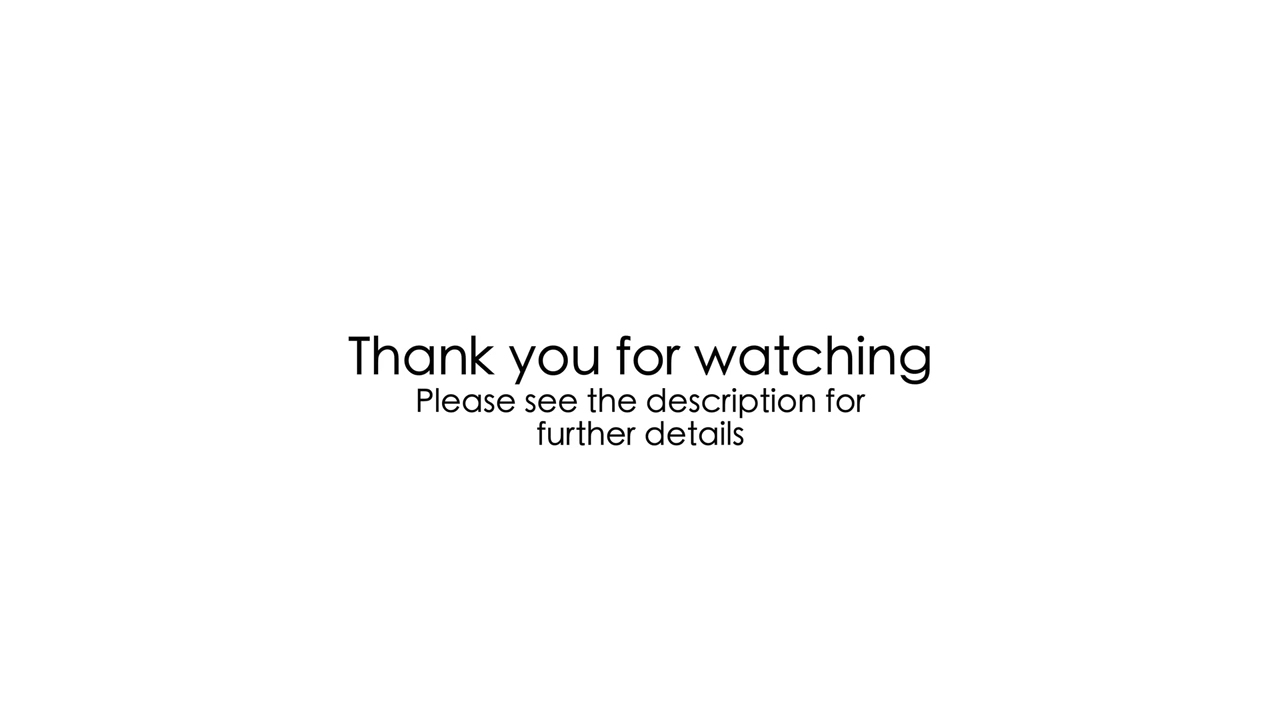 Thank you for watching
Please see the description for
further details